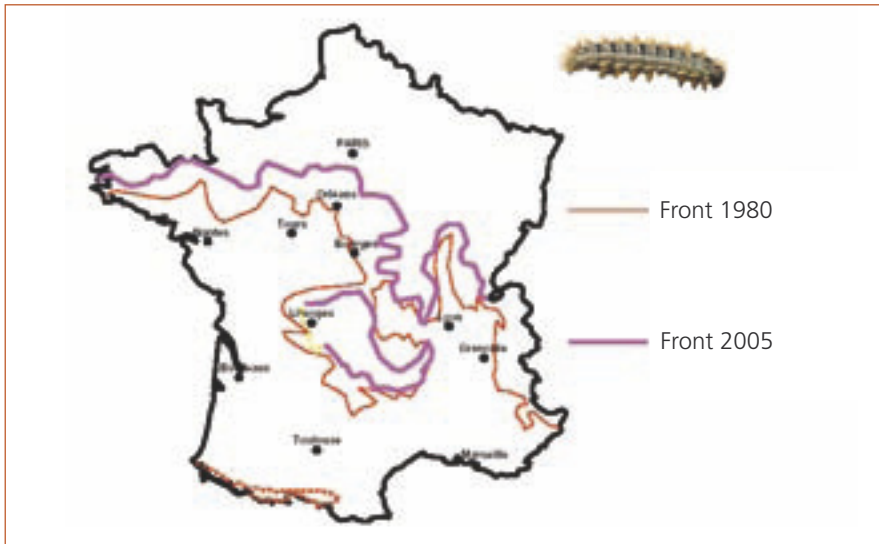 PARIS
Orléans
Tours
Nantes
Bourges
Limoges
Lyon
Grenoble
Bordeaux
Toulouse
Marseille
Front 1980
Front 2005